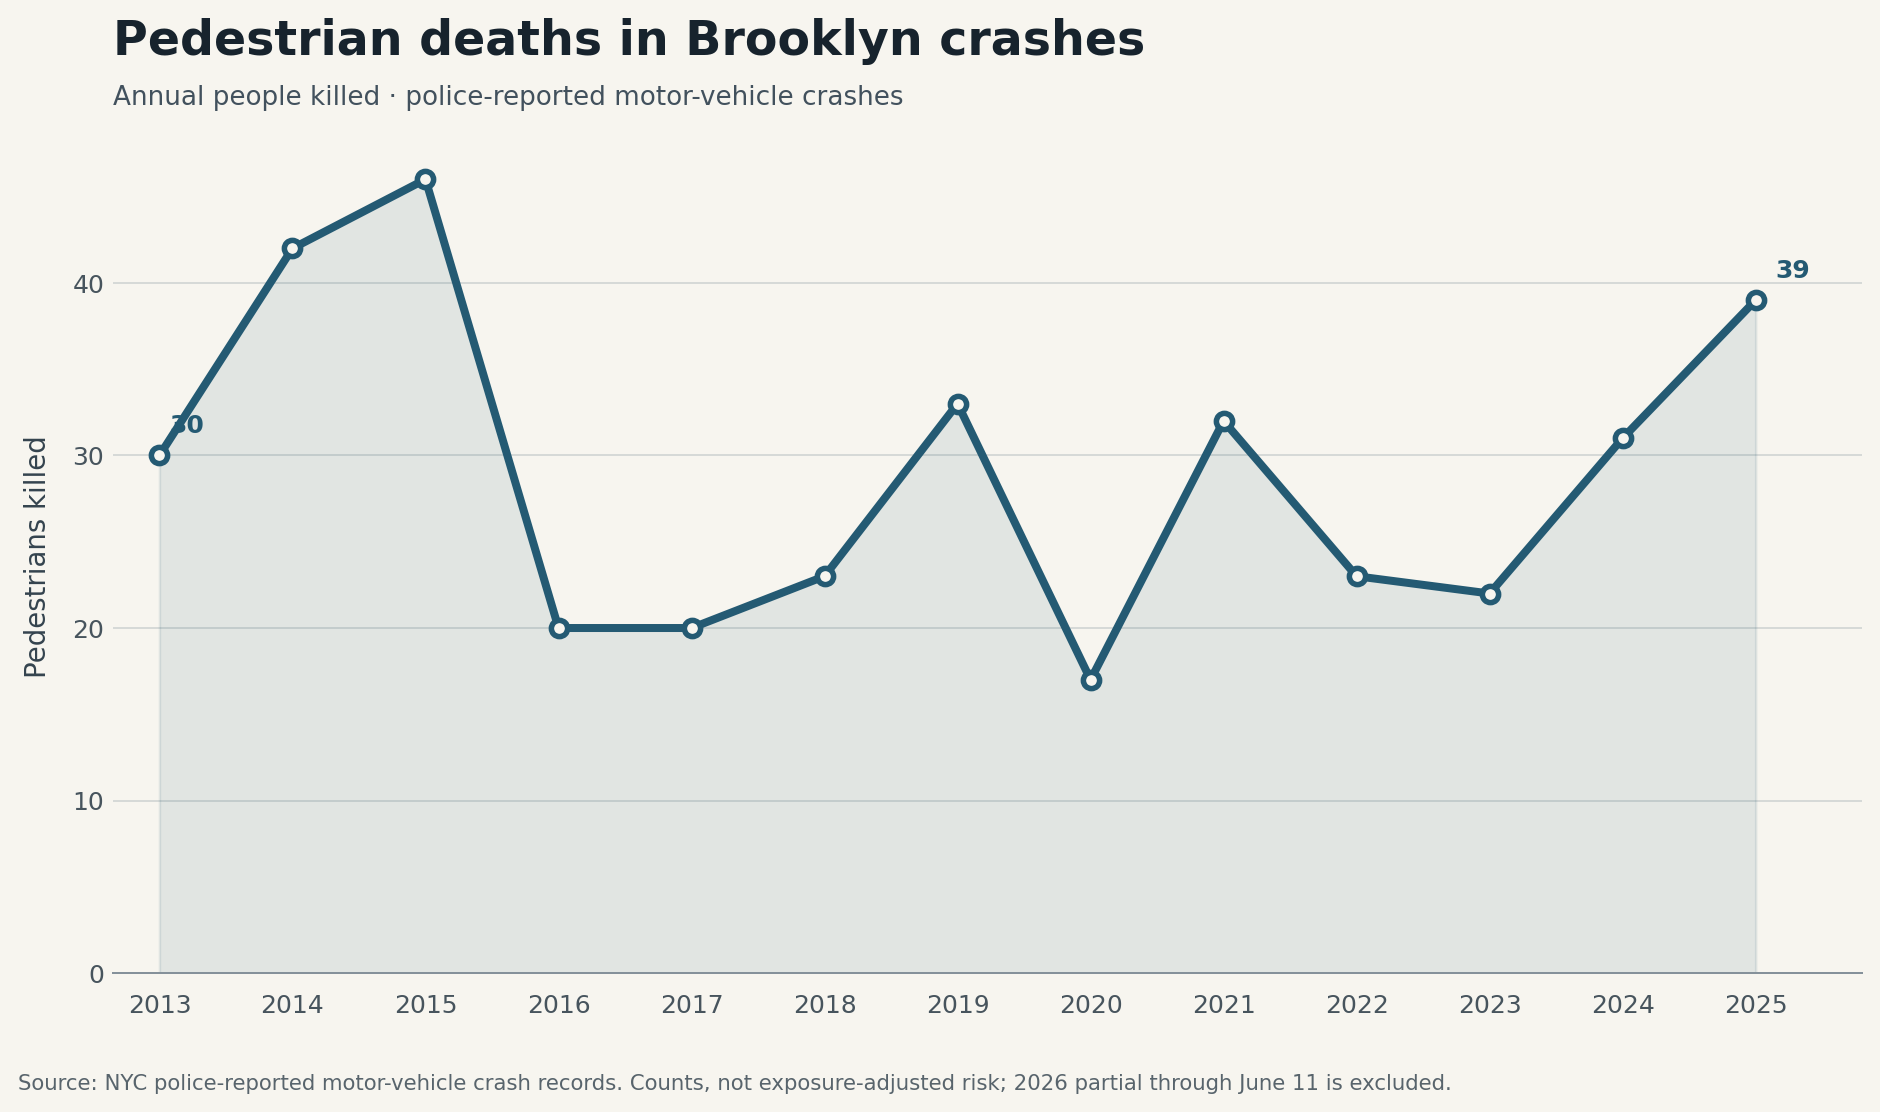 Pedestrian deaths in Brooklyn crashes
Annual people killed · police-reported motor-vehicle crashes
Pedestrians killed
40
30
20
10
0
30
39
2013 2014 2015 2016 2017 2018 2019 2020 2021 2022 2023 2024 2025
Source: NYC police-reported motor-vehicle crash records. Counts, not exposure-adjusted risk; 2026 partial through June 11 is excluded.